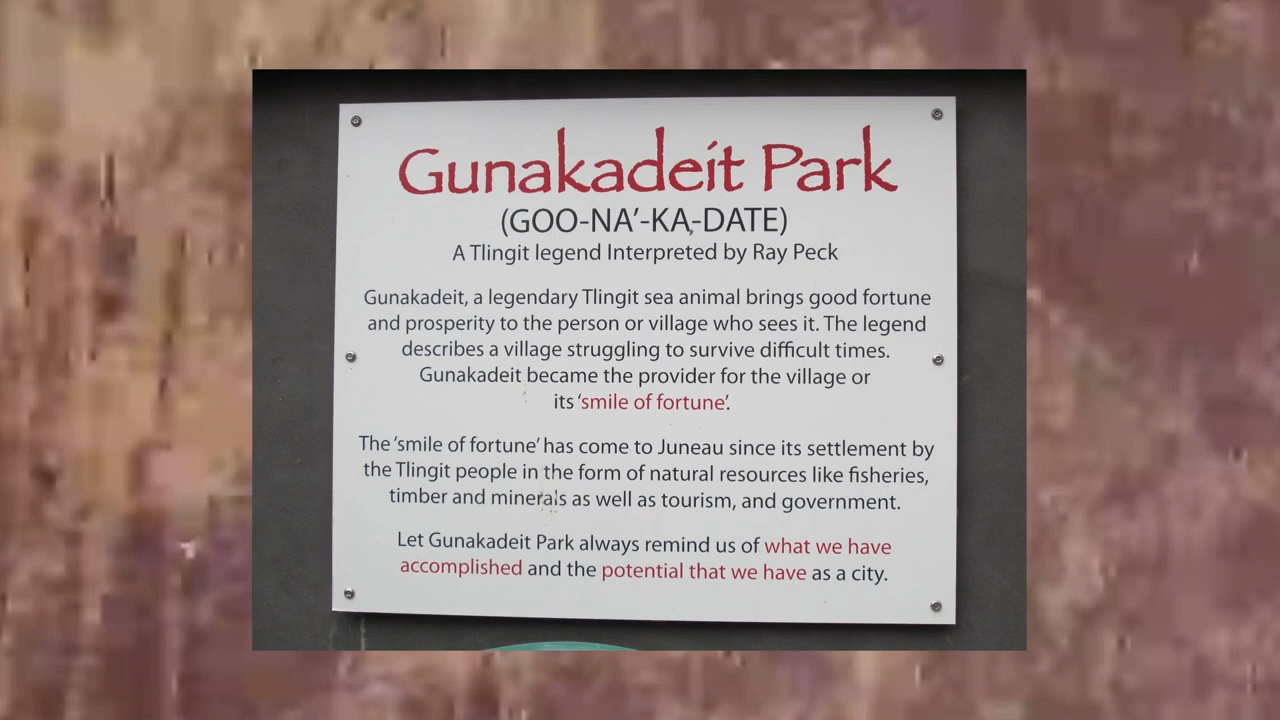 Gunakadeit Park
(GOO-NA’-KA-DATE)
A Tlingit legend Interpreted by Ray Peck
Gunakadeit, a legendary Tlingit sea animal brings good fortune
and prosperity to the person or village who sees it. The legend
describes a village struggling to survive difficult times.
Gunakadeit became the provider for the village or
its ‘smile of fortune’.
The ‘smile of fortune’ has come to Juneau since its settlement by
the Tlingit people in the form of natural resources like fisheries,
timber and minerals as well as tourism, and government.
Let Gunakadeit Park always remind us of what we have
accomplished and the potential that we have as a city.